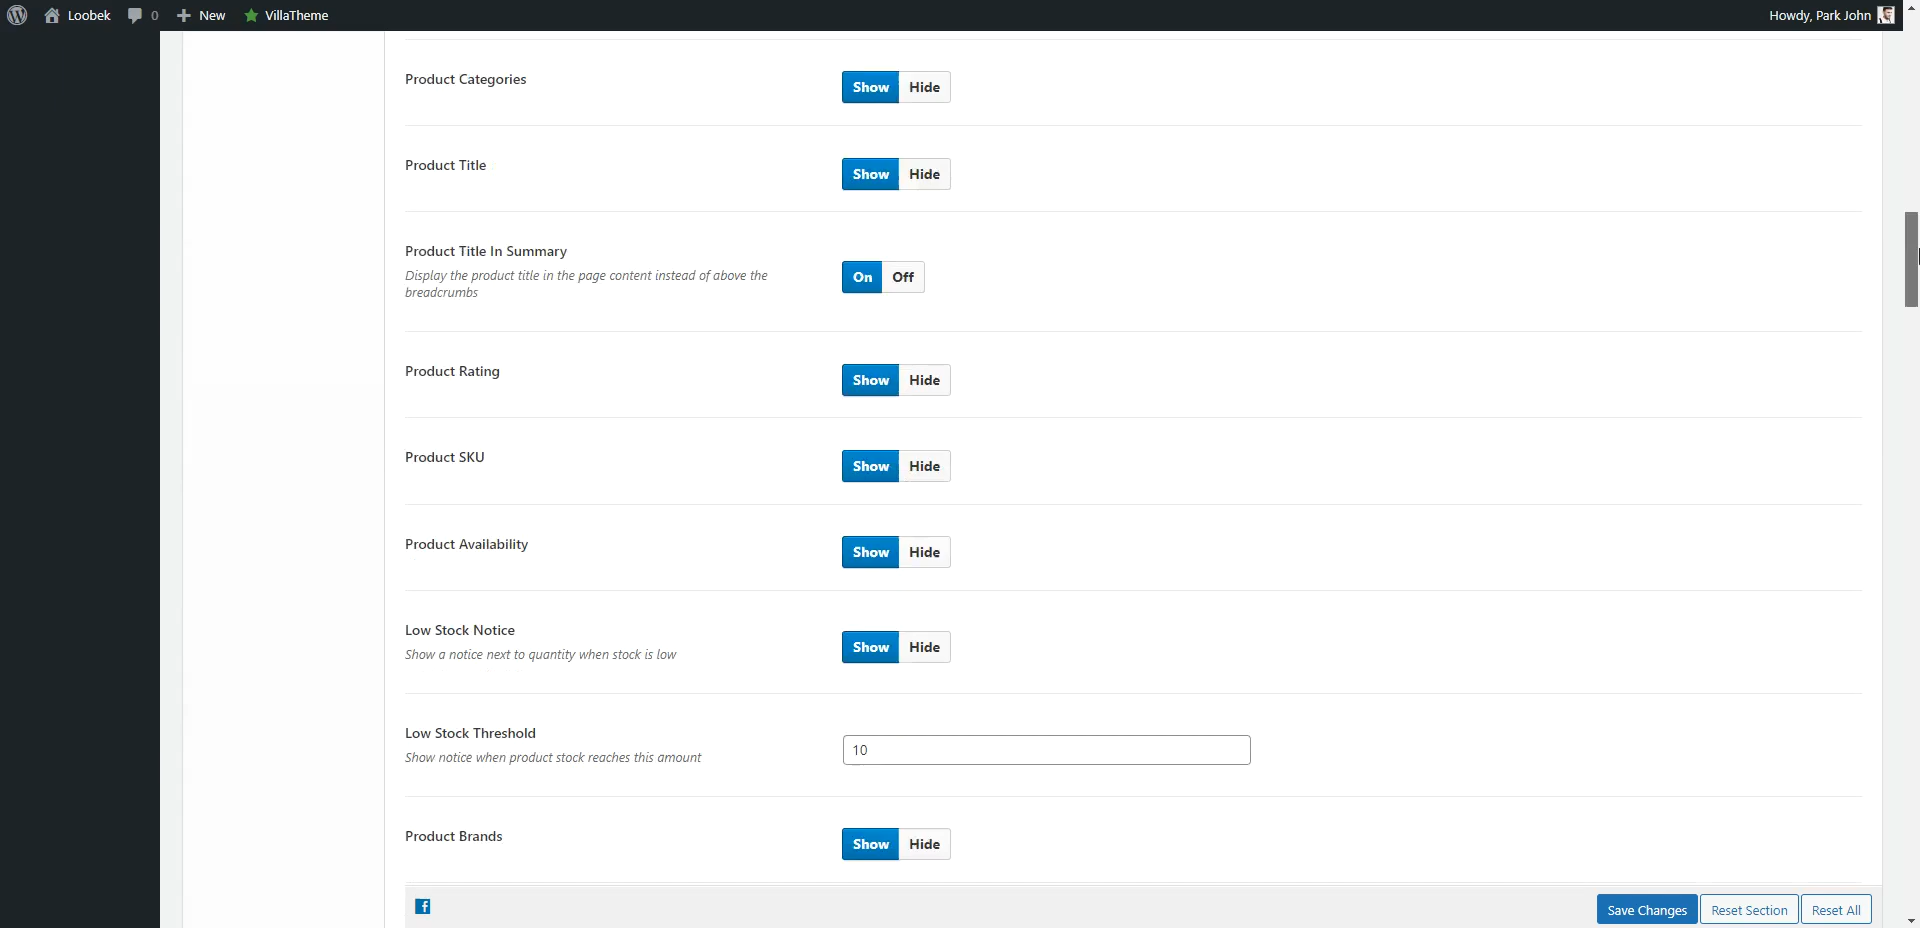 Loobek
0
New
VillaTheme
Howdy, Park John
Product Categories
Show Hide
Product Title
Show Hide
Product Title In Summary
Display the product title in the page content instead of above the
breadcrumbs
On Off
Product Rating
Show Hide
Product SKU
Show Hide
Product Availability
Show Hide
Low Stock Notice
Show a notice next to quantity when stock is low
Show Hide
Low Stock Threshold
Show notice when product stock reaches this amount
10
Product Brands
Show Hide
Save Changes Reset Section Reset All